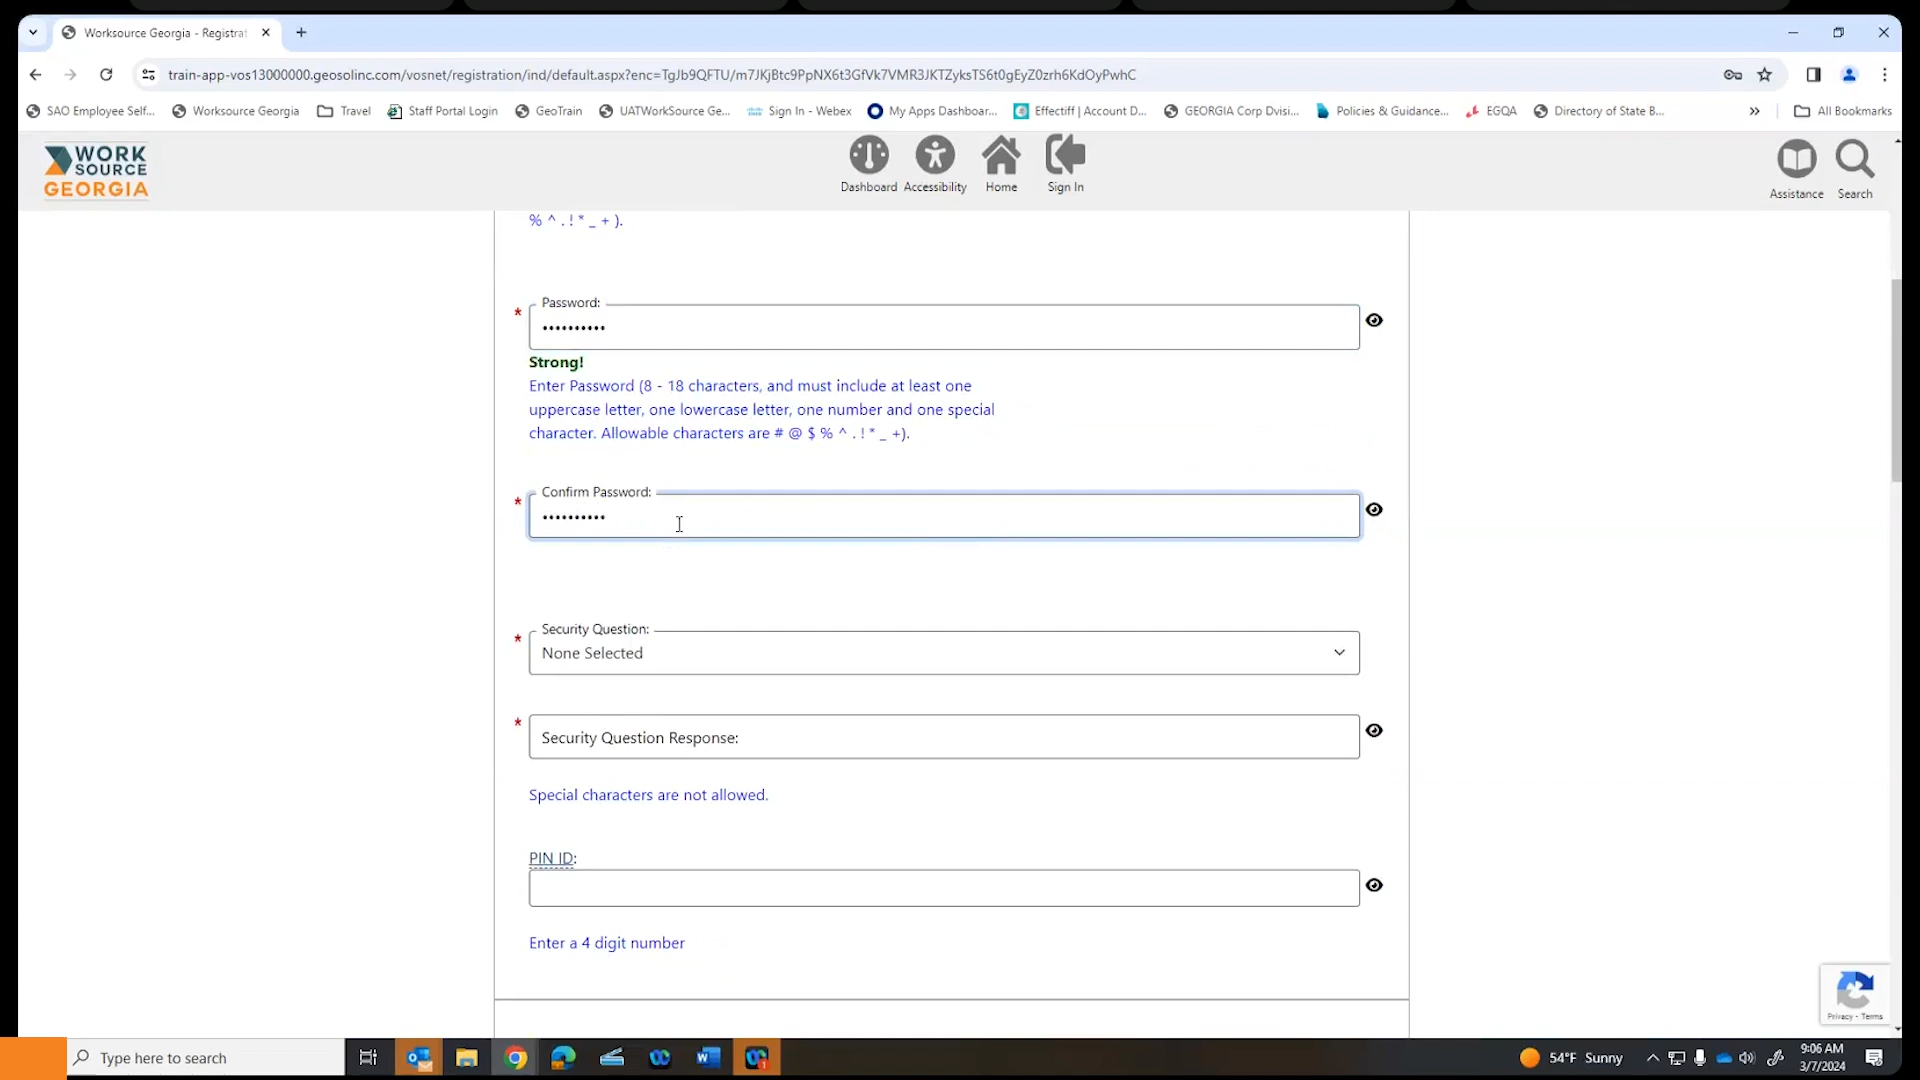 Worksource Georgia - Registrat
train-app-vos13000000.geosolinc.com/vosnet/registration/ind/default.aspx?enc=TgJb9QFTU/m7JKjBtc9PpNX6t3GfVk7VMR3JKTZyksTS6t0gEyZ0zrh6KdOyPwhC
SAO Employee Self...
Worksource Georgia
Travel
Staff Portal Login
GeoTrain
UATWorkSource Ge...
Sign In - Webex
My Apps Dashboar...
Effectiff | Account D...
GEORGIA Corp Dvisi...
Policies & Guidance...
EGQA
Directory of State B...
»
All Bookmarks
WORK
SOURCE
GEORGIA
Dashboard
Accessibility
Home
Sign In
Assistance
Search
% ^ . ! * _ + ).
* Password:
••••••••••
Strong!
Enter Password (8 - 18 characters, and must include at least one
uppercase letter, one lowercase letter, one number and one special
character. Allowable characters are # @ $ % ^ . ! * _ +).
* Confirm Password:
••••••••••
* Security Question:
None Selected
* Security Question Response:
Special characters are not allowed.
PIN ID:
Enter a 4 digit number
Privacy - Terms
Type here to search
54°F Sunny
9:06 AM
3/7/2024